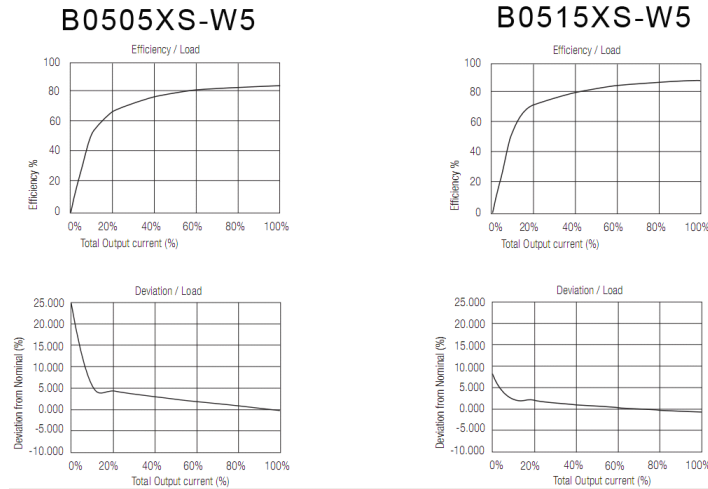 B0505XS-W5
Efficiency / Load
100
80
60
40
20
0
Efficiency %
0% 20% 40% 60% 80% 100%
Total Output current (%)
Deviation / Load
25.000
20.000
15.000
10.000
5.000
0.000
-5.000
-10.000
Deviation from Nominal (%)
0% 20% 40% 60% 80% 100%
Total Output current (%)
B0515XS-W5
Efficiency / Load
100
80
60
40
20
0
Efficiency %
0% 20% 40% 60% 80% 100%
Total Output current (%)
Deviation / Load
25.000
20.000
15.000
10.000
5.000
0.000
-5.000
-10.000
Deviation from Nominal (%)
0% 20% 40% 60% 80% 100%
Total Output current (%)